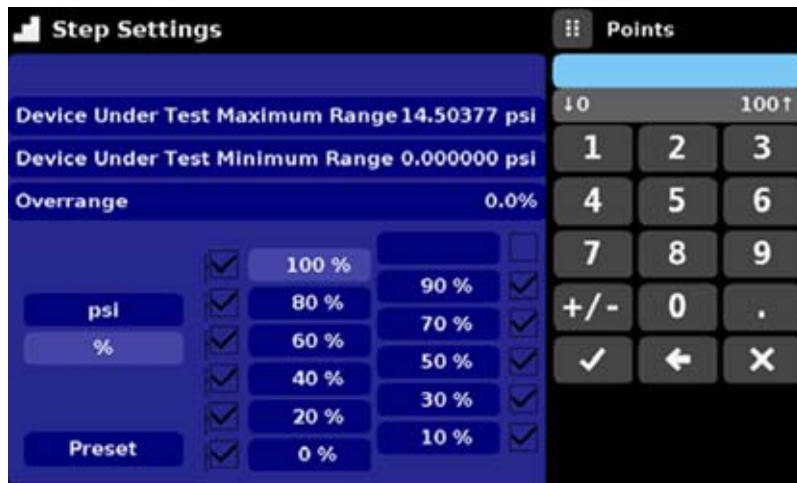 Step Settings
Points
Device Under Test Maximum Range 14.50377 psi
Device Under Test Minimum Range 0.000000 psi
Overrange 0.0%
psi
%
Preset
100 %
80 %
60 %
40 %
20 %
0 %
90 %
70 %
50 %
30 %
10 %
↓0 100↑
1 2 3
4 5 6
7 8 9
+/- 0 .